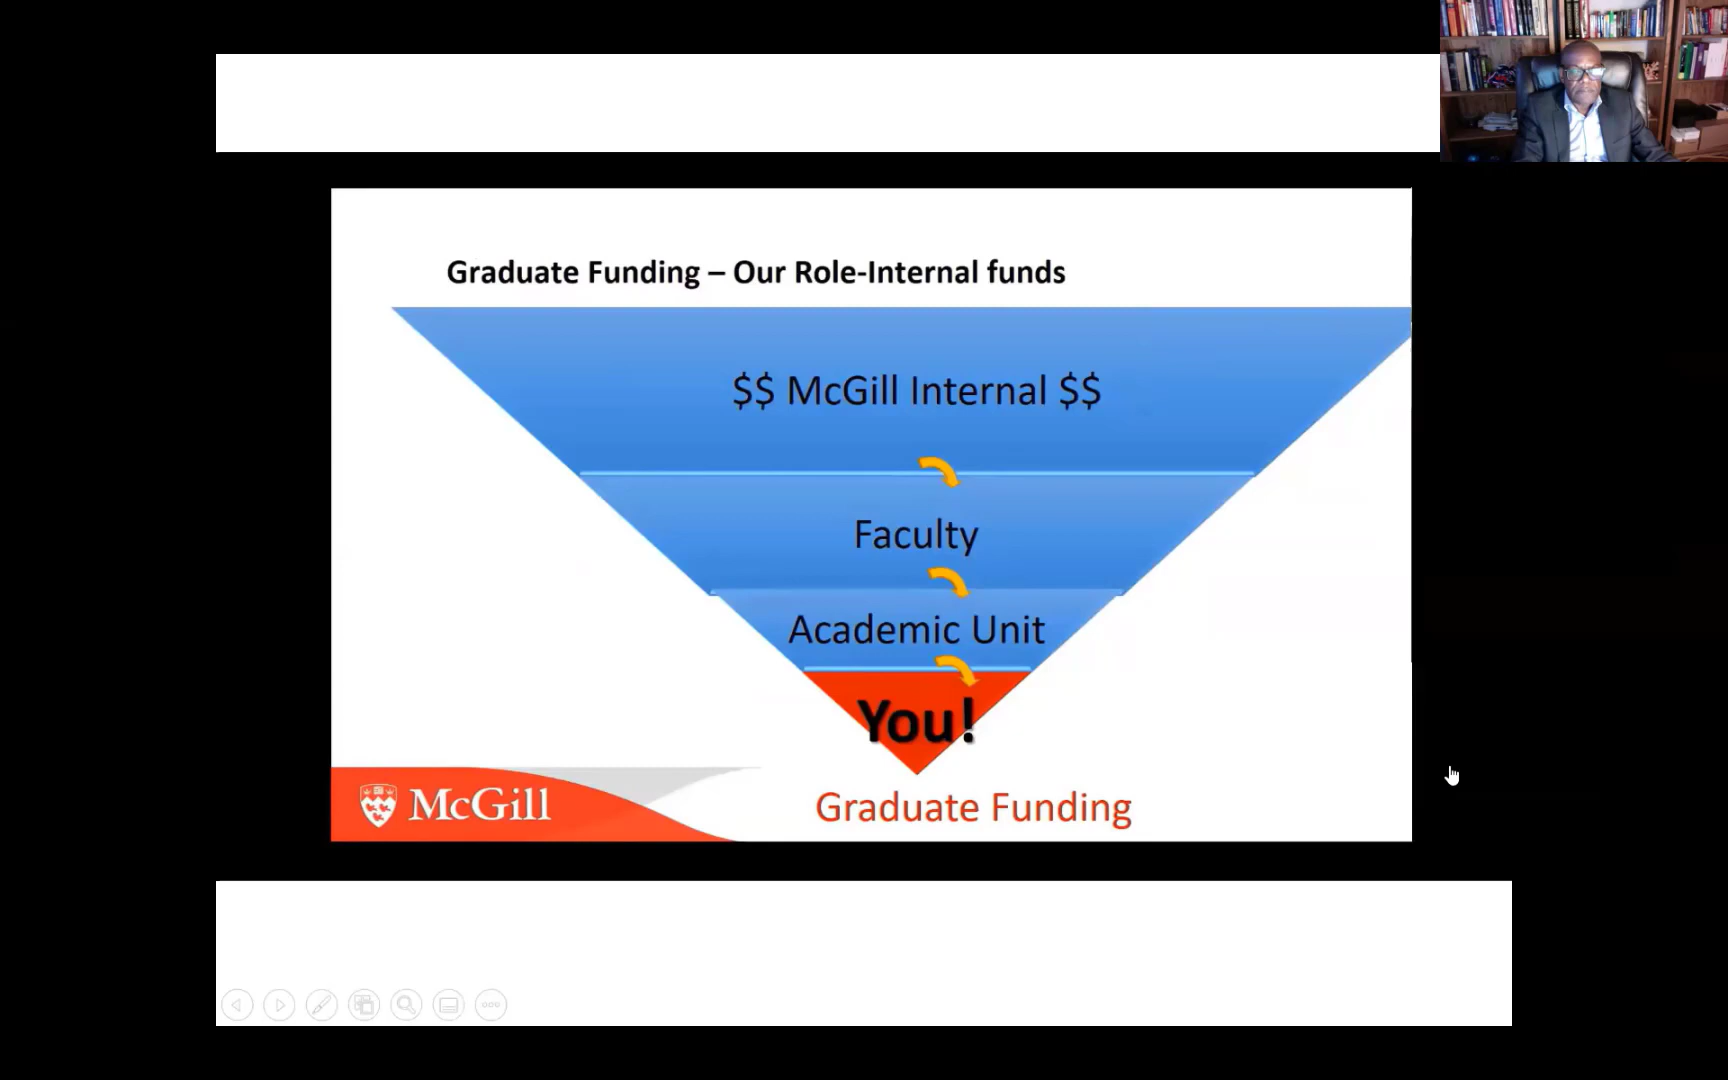 Graduate Funding – Our Role-Internal funds
$$ McGill Internal $$
Faculty
Academic Unit
You!
McGill
Graduate Funding